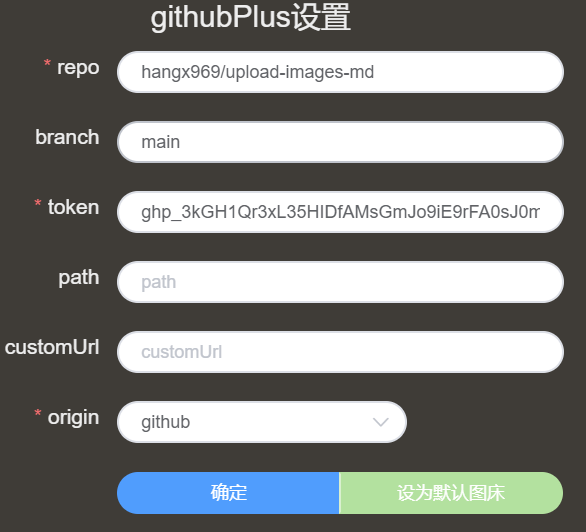 githubPlus设置
* repo
hangx969/upload-images-md
branch
main
* token
path
path
customUrl
customUrl
* origin
github
确定
设为默认图床